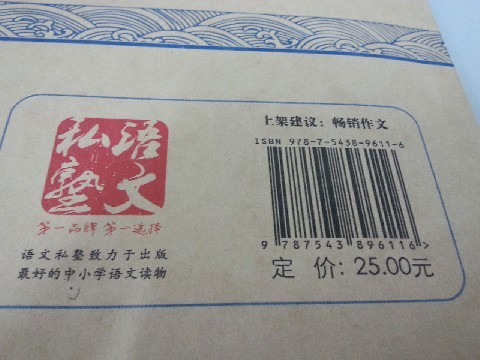 语文
私塾
第一品牌 第一选择
语文私塾致力于出版
最好的中小学语文读物
上架建议：畅销作文
ISBN 978-7-5438-9611-6
9 787543 896116 >
定 价: 25.00元